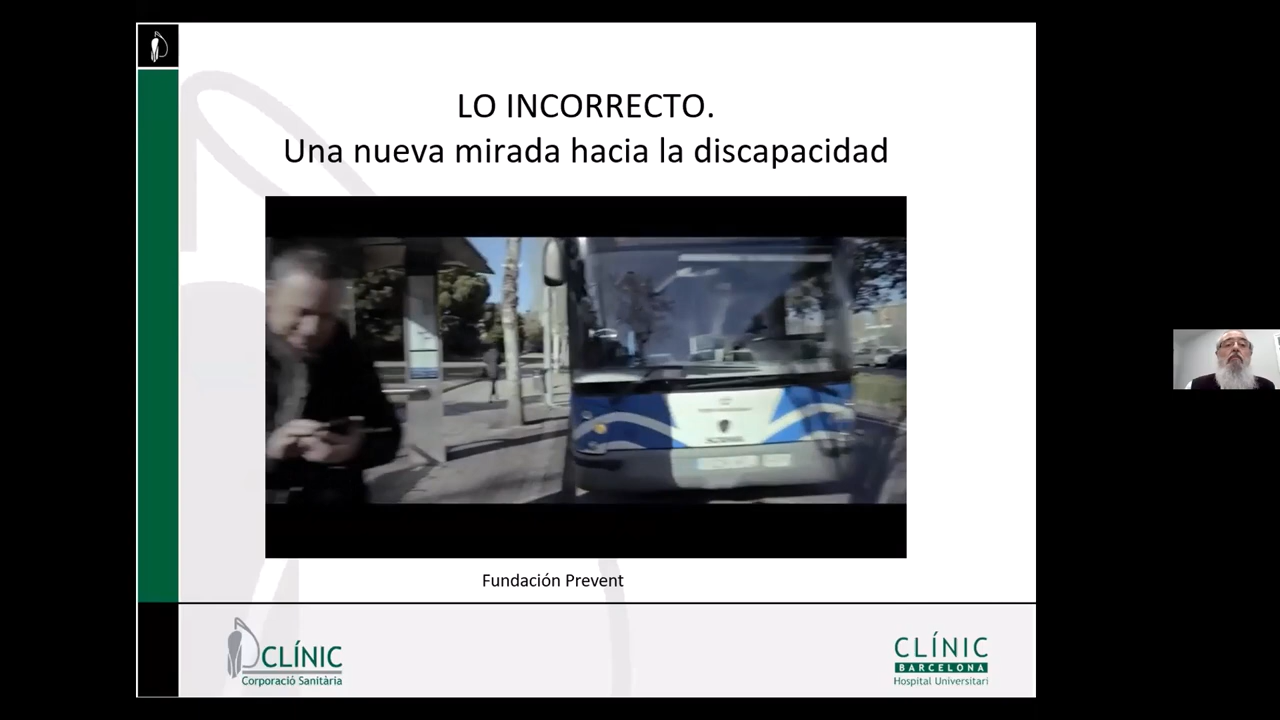 LO INCORRECTO.
Una nueva mirada hacia la discapacidad
Fundación Prevent
CLÍNIC
Corporació Sanitària
CLÍNIC
BARCELONA
Hospital Universitari